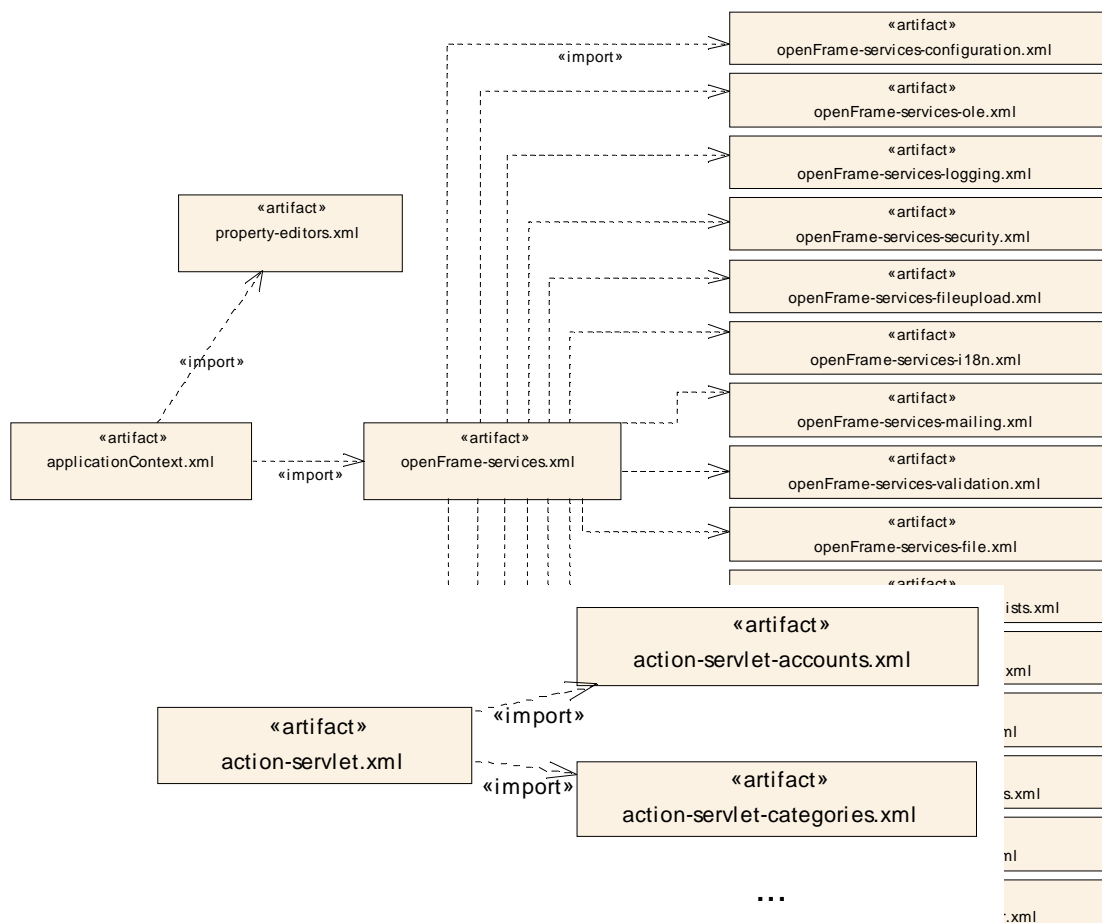 «artifact»
openFrame-services-configuration.xml
«import»
«artifact»
openFrame-services-ole.xml
«artifact»
openFrame-services-logging.xml
«artifact»
property-editors.xml
«artifact»
openFrame-services-security.xml
«artifact»
openFrame-services-fileupload.xml
«artifact»
openFrame-services-i18n.xml
«import»
«artifact»
openFrame-services-mailing.xml
«artifact»
applicationContext.xml
«import»
«artifact»
openFrame-services.xml
«artifact»
openFrame-services-validation.xml
«artifact»
openFrame-services-file.xml
«artifact»
ists.xml
«artifact»
action-servlet-accounts.xml
.xml
«import»
«artifact»
action-servlet.xml
ml
«import»
«artifact»
action-servlet-categories.xml
s.xml
ml
...
r.xml